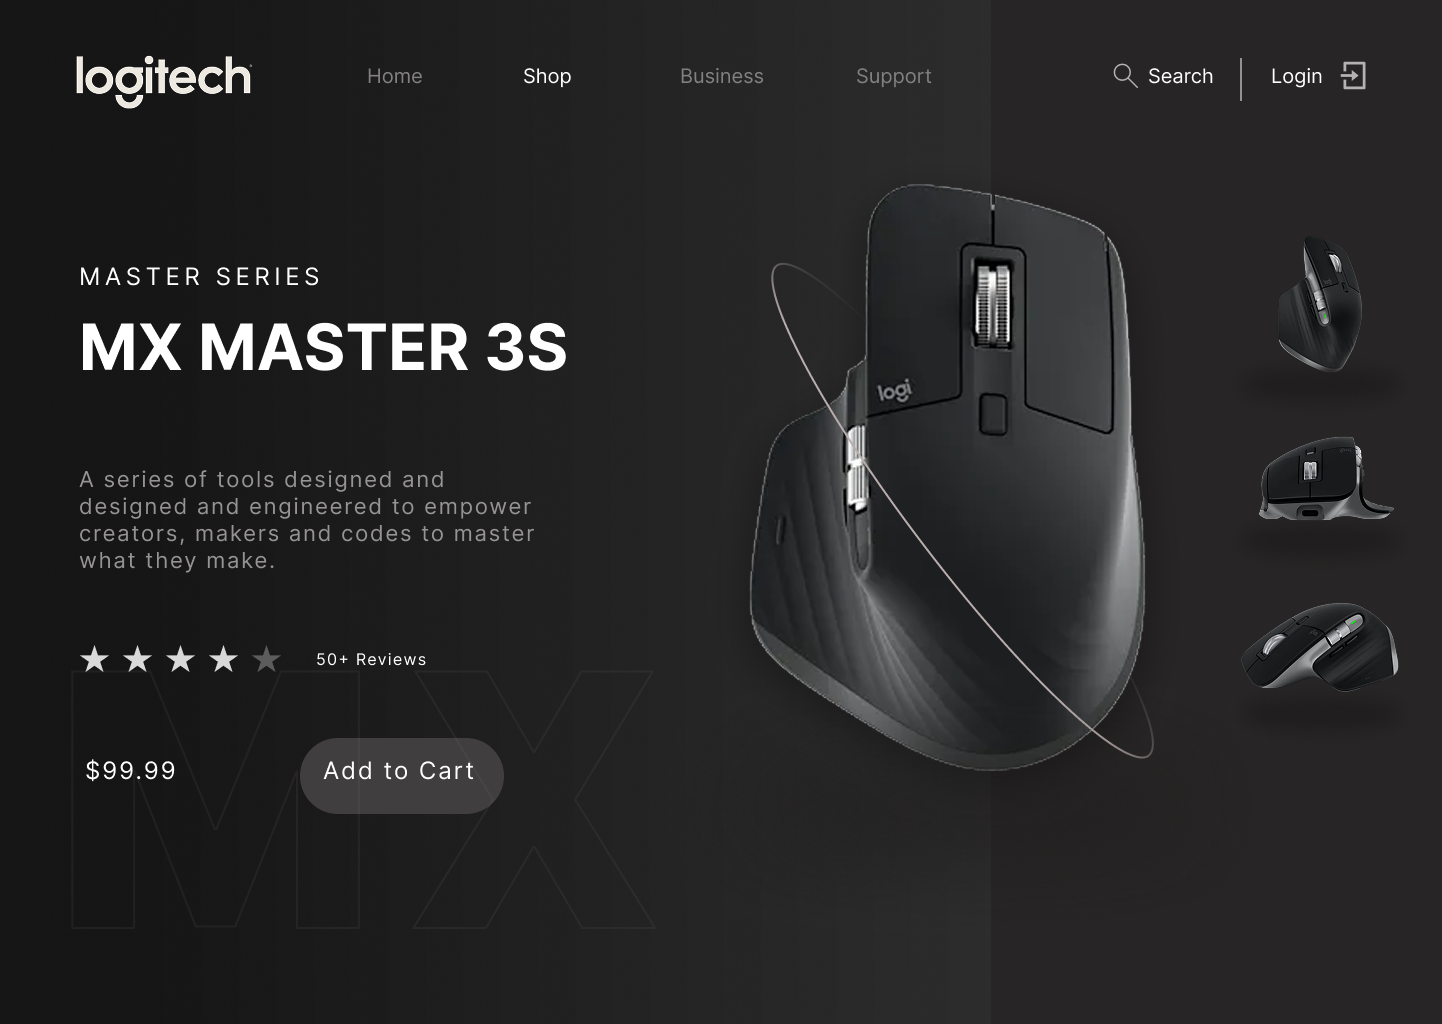 logitech
Home
Shop
Business
Support
Search
Login
MASTER SERIES
MX MASTER 3S
logi
A series of tools designed and
designed and engineered to empower
creators, makers and codes to master
what they make.
50+ Reviews
MX
$99.99
Add to Cart